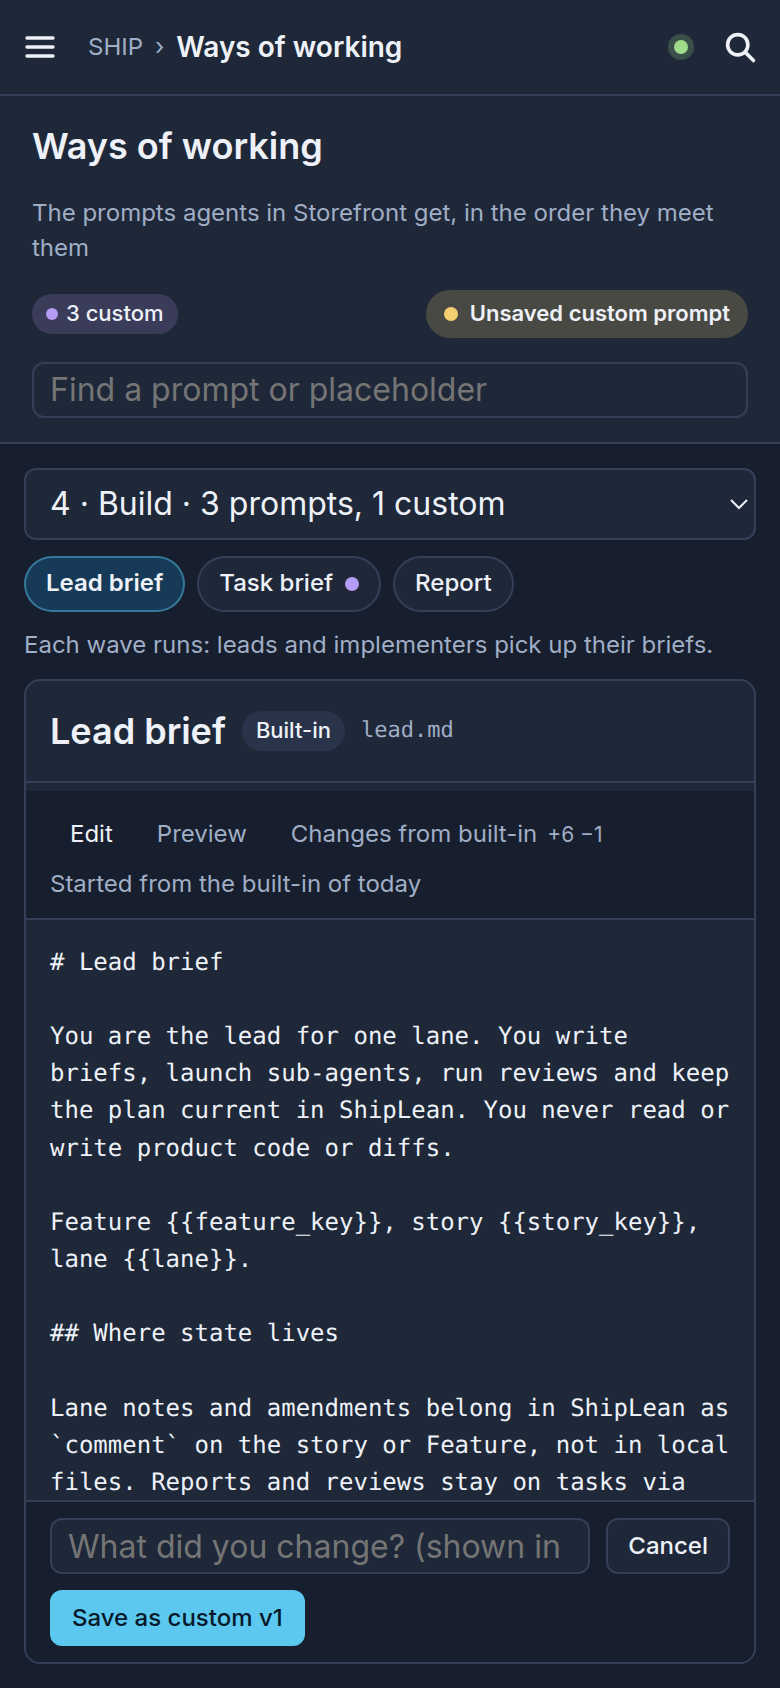 SHIP › Ways of working
Ways of working
The prompts agents in Storefront get, in the order they meet
them
3 custom
Unsaved custom prompt
Find a prompt or placeholder
4 · Build · 3 prompts, 1 custom
Lead brief
Task brief
Report
Each wave runs: leads and implementers pick up their briefs.
Lead brief
Built-in
lead.md
Edit
Preview
Changes from built-in +6 −1
Started from the built-in of today
# Lead brief
You are the lead for one lane. You write
briefs, launch sub-agents, run reviews and keep
the plan current in ShipLean. You never read or
write product code or diffs.
Feature {{feature_key}}, story {{story_key}},
lane {{lane}}.
## Where state lives
Lane notes and amendments belong in ShipLean as
`comment` on the story or Feature, not in local
files. Reports and reviews stay on tasks via
What did you change? (shown in
Cancel
Save as custom v1